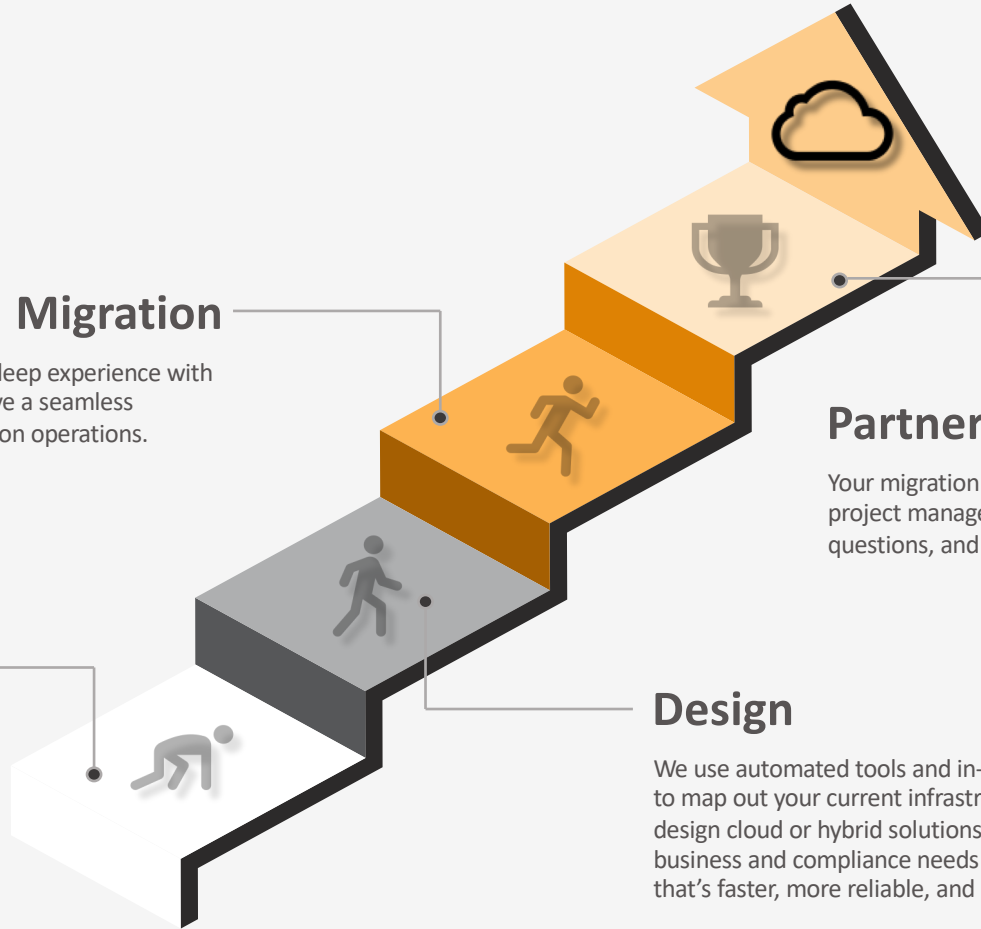 Migration
deep experience with
ve a seamless
on operations.
Partner
Your migration
project manage
questions, and
Design
We use automated tools and in-
to map out your current infrastr
design cloud or hybrid solutions
business and compliance needs
that's faster, more reliable, and